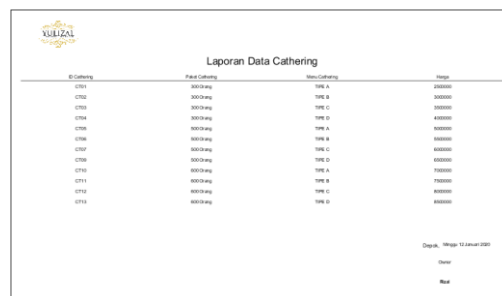 YULIZAL
Laporan Data Cathering
ID Cathering Paket Cathering Menu Cathering Harga
CT01 300 Orang TIPE A 2500000
CT02 300 Orang TIPE B 3000000
CT03 300 Orang TIPE C 3500000
CT04 300 Orang TIPE D 4000000
CT05 500 Orang TIPE A 5000000
CT06 500 Orang TIPE B 5500000
CT07 500 Orang TIPE C 6000000
CT08 500 Orang TIPE D 6500000
CT10 600 Orang TIPE A 7000000
CT11 600 Orang TIPE B 7500000
CT12 600 Orang TIPE C 8000000
CT13 600 Orang TIPE D 8500000
Depok, Minggu 12 Januari 2020
Owner